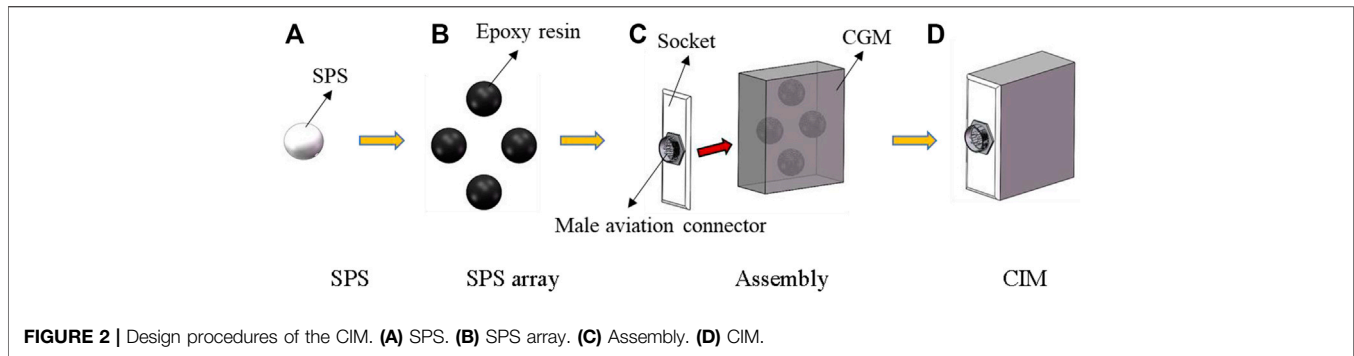 A
B
C
D
Epoxy resin
Socket
CGM
SPS
Male aviation connector
SPS
SPS array
Assembly
CIM
FIGURE 2 | Design procedures of the CIM. (A) SPS. (B) SPS array. (C) Assembly. (D) CIM.